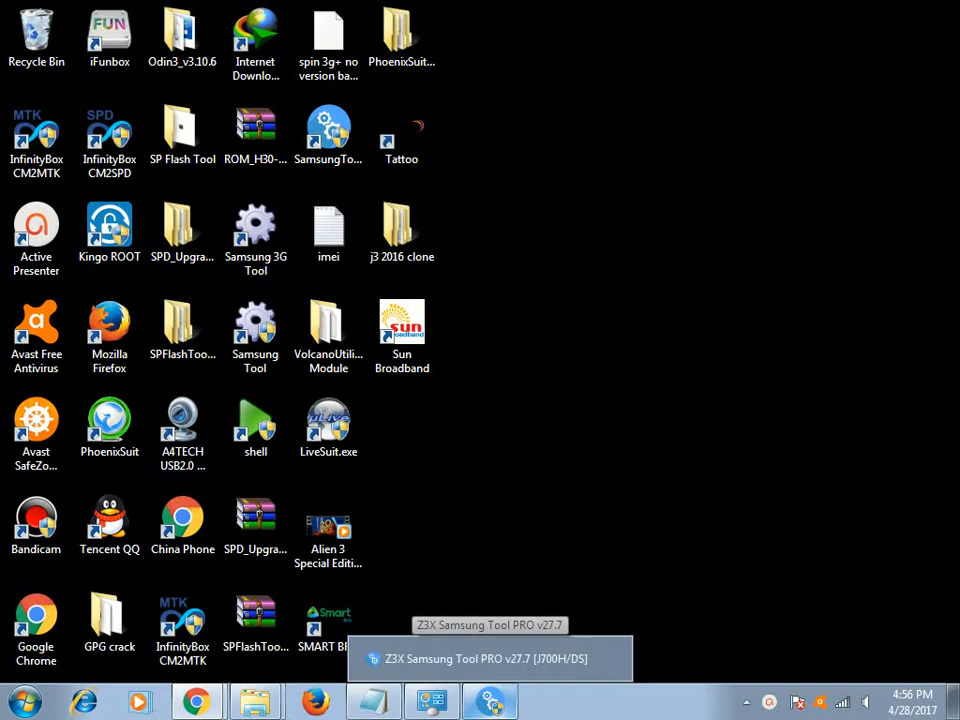 Recycle Bin
FUN
iFunbox
Odin3_v3.10.6
Internet
Downlo...
spin 3g+ no
version ba...
PhoenixSuit...
MTK
InfinityBox
CM2MTK
SPD
InfinityBox
CM2SPD
SP Flash Tool
ROM_H30-...
SamsungTo...
Tattoo
Active
Presenter
Kingo ROOT
SPD_Upgra...
Samsung 3G
Tool
imei
j3 2016 clone
Avast Free
Antivirus
Mozilla
Firefox
SPFlashToo...
Samsung
Tool
VolcanoUtili...
Module
sun
broadband
Sun
Broadband
Avast
SafeZo...
PhoenixSuit
A4TECH
USB2.0 ...
shell
LiveSuit.exe
Bandicam
Tencent QQ
China Phone
SPD_Upgra...
Alien 3
Special Editi...
Google
Chrome
GPG crack
MTK
InfinityBox
CM2MTK
SPFlashToo...
Smart
SMART BR
Z3X Samsung Tool PRO v27.7
Z3X Samsung Tool PRO v27.7 [J700H/DS]
4:56 PM
4/28/2017